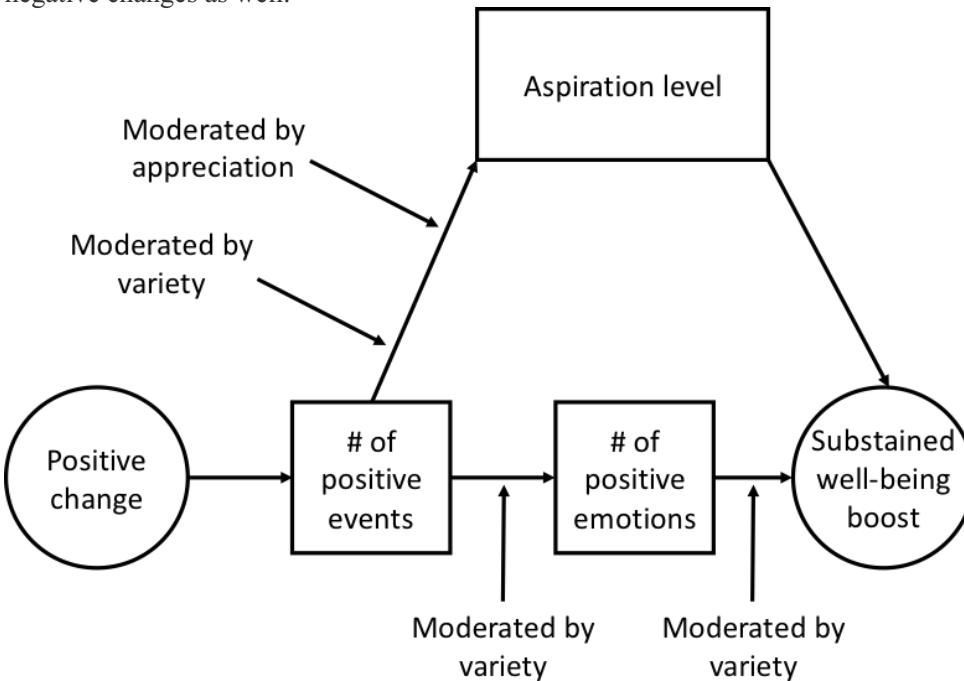 negative changes as well.
Aspiration level
Moderated by
appreciation
Moderated by
variety
Positive
change
# of
positive
events
# of
positive
emotions
Substained
well-being
boost
Moderated by
variety
Moderated by
variety